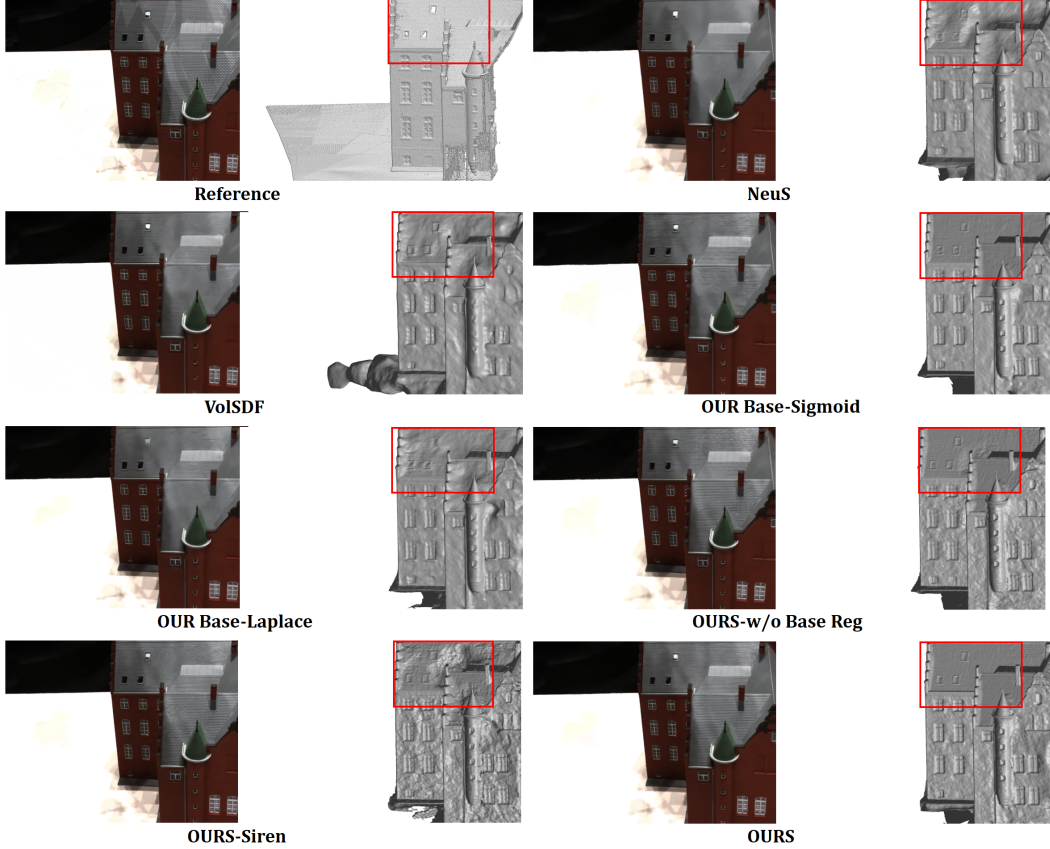 Reference
NeuS
VolSDF
OUR Base-Sigmoid
OUR Base-Laplace
OURS-w/o Base Reg
OURS-Siren
OURS